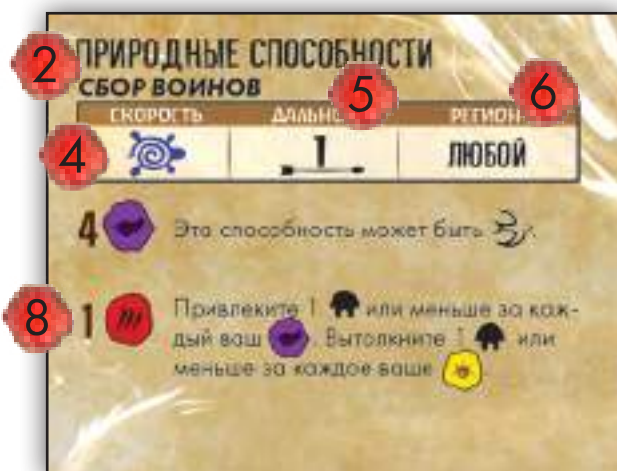 2 ПРИРОДНЫЕ СПОСОБНОСТИ
СБОР ВОИНОВ
5 6
СКОРОСТЬ
4 1 ЛЮБОЙ
4 Эта способность может быть
8 1 Привлеките 1 или меньше за каж-
дый ваш . Вытолкните 1 или
меньше за каждое ваше